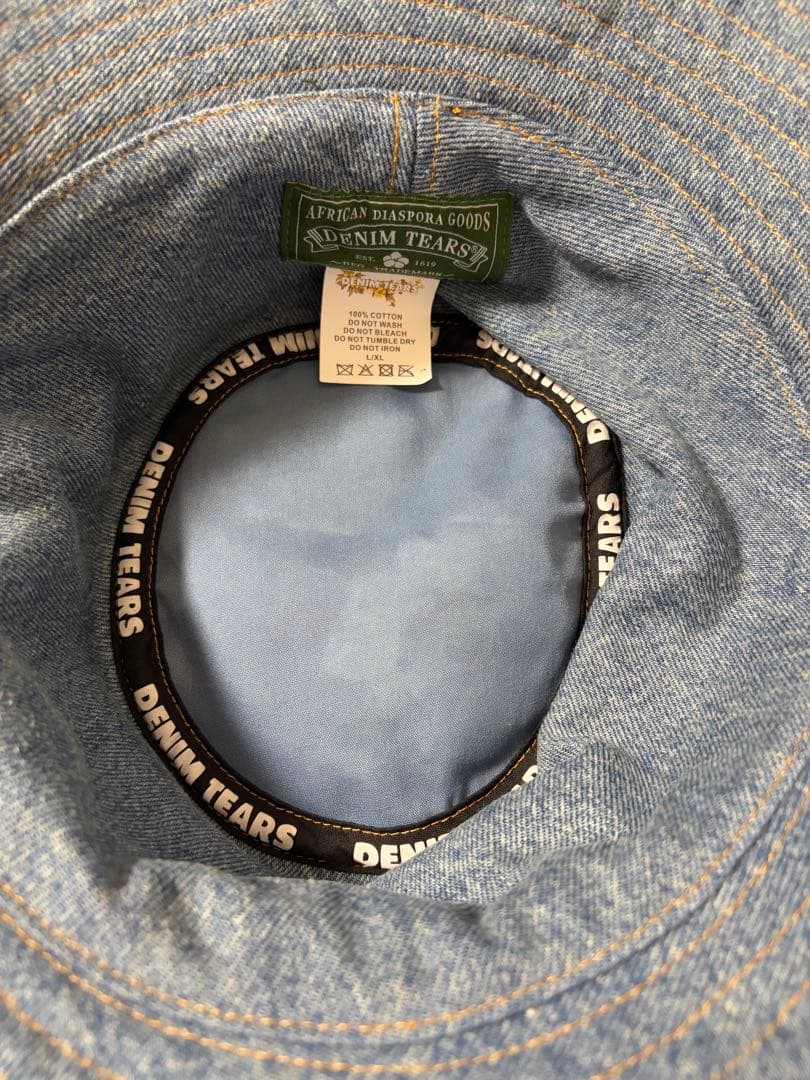 AFRICAN DIASPORA GOODS
DENIM TEARS®
EST. 1619
REG. TRADEMARK
DENIM TEARS
100% COTTON
DO NOT WASH
DO NOT BLEACH
DO NOT TUMBLE DRY
DO NOT IRON
L/XL
DENIM TEARS
DENIM TEARS
DENIM TEARS
DENIM TEARS
DEN
TEARS